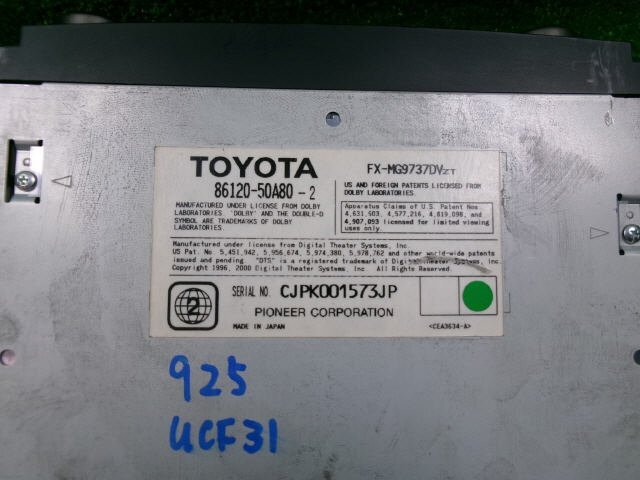 TOYOTA
FX-MG9737DVZT
86120-50A80-2
US AND FOREIGN PATENTS LICENSED FROM
DOLBY LABORATORIES.
MANUFACTURED UNDER LICENSE FROM DOLBY
LABORATORIES. 'DOLBY' AND THE DOUBLE-D
SYMBOL ARE TRADEMARKS OF DOLBY
LABORATORIES.
Apparatus Claims of U.S. Patent Nos
4,631,603, 4,577,216, 4,819,098, and
4,907,093 licensed for limited viewing
uses only.
Manufactured under license from Digital Theater Systems, Inc.
US Pat. No. 5,451,942, 5,956,674, 5,974,380, 5,978,762 and other world-wide patents
issued and pending. "DTS" is a registered trademark of Digital Theater Systems, Inc.
Copyright 1996, 2000 Digital Theater Systems, Inc. All Rights Reserved.
2
SERIAL NO. CJPK001573JP
PIONEER CORPORATION
MADE IN JAPAN
<CEA3634-A>
925
UCF31